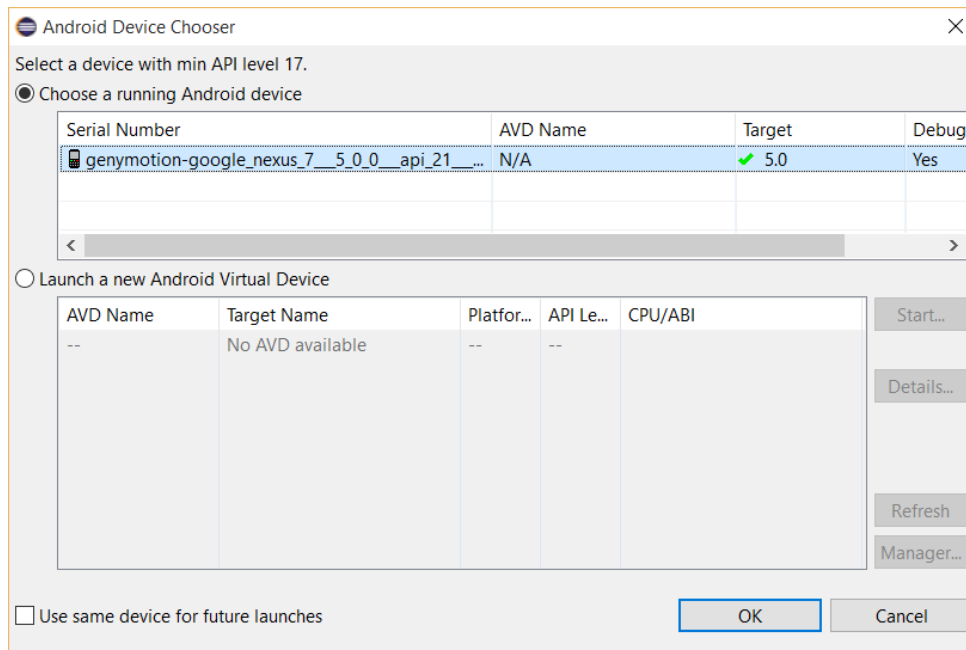 Android Device Chooser
Select a device with min API level 17.
Choose a running Android device
Serial Number AVD Name Target Debug
genymotion-google_nexus_7__5_0_0__api_21__... N/A 5.0 Yes
Launch a new Android Virtual Device
AVD Name Target Name Platfor... API Le... CPU/ABI
-- No AVD available -- --
Start...
Details...
Refresh
Manager...
Use same device for future launches
OK Cancel